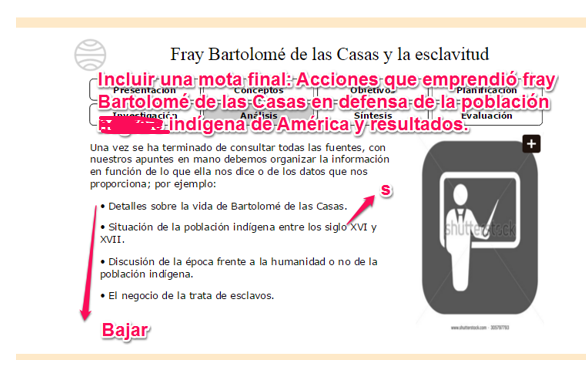 Fray Bartolomé de las Casas y la esclavitud
Incluir una mota final: Acciones que emprendió fray
Bartolomé de las Casas en defensa de la población
indígena de América y resultados.
Presentación Conceptos Objetivo Planificación
Investigación Análisis Síntesis Evaluación
Una vez se ha terminado de consultar todas las fuentes, con
nuestros apuntes en mano debemos organizar la información
en función de lo que ella nos dice o de los datos que nos
proporciona; por ejemplo:
• Detalles sobre la vida de Bartolomé de las Casas.
s
• Situación de la población indígena entre los siglo XVI y
XVII.
• Discusión de la época frente a la humanidad o no de la
población indígena.
• El negocio de la trata de esclavos.
Bajar
+
shutterstock